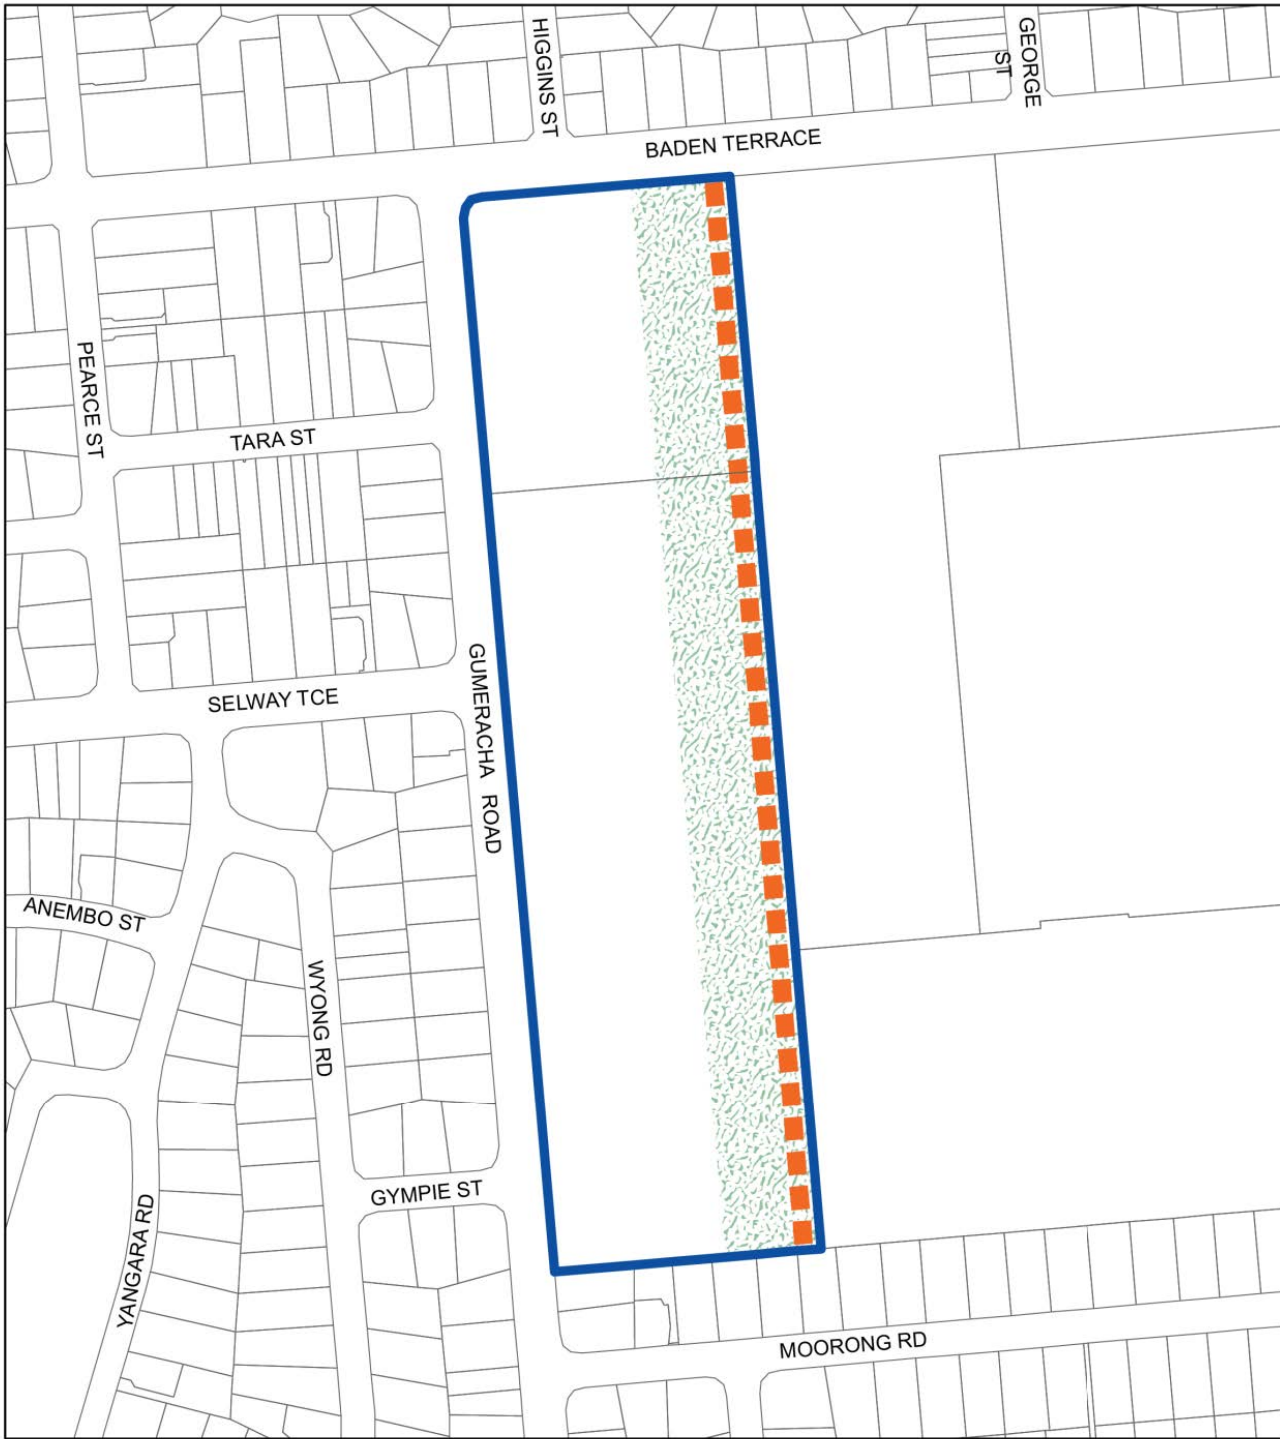 HIGGINS ST
GEORGE
ST
BADEN TERRACE
PEARCE ST
TARA ST
GUMERACHA ROAD
SELWAY TCE
ANEMBO ST
WYONG RD
GYMPIE ST
YANGARA RD
MOORONG RD